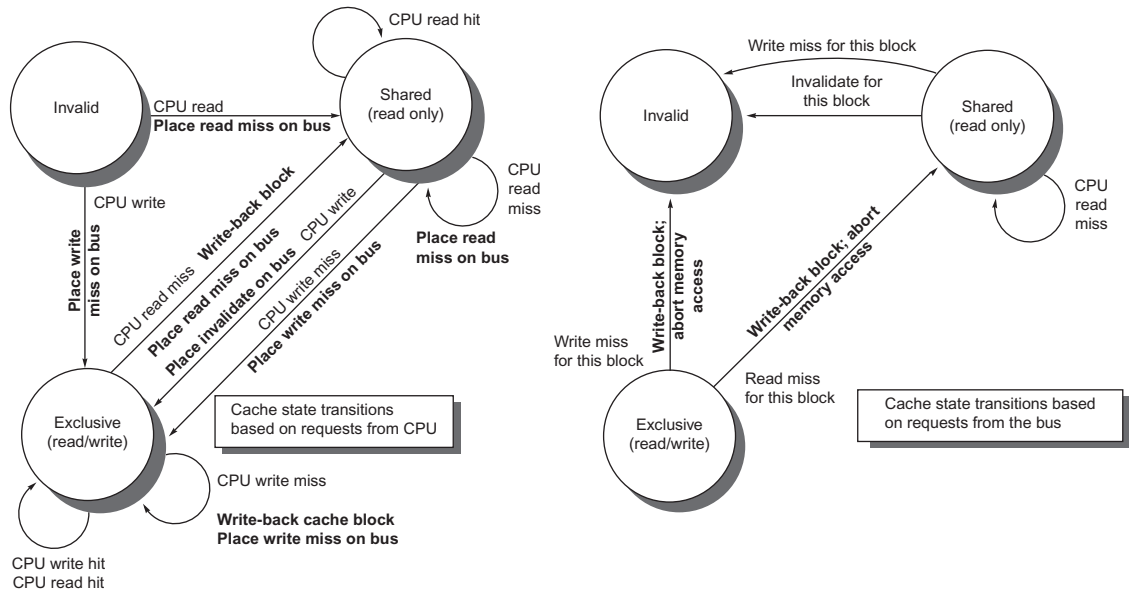 CPU read hit
Invalid
Shared
(read only)
CPU read
Place read miss on bus
CPU
read
miss
Place read
miss on bus
CPU write
Place write
miss on bus
CPU read miss Write-back block
Place read miss on bus
Place invalidate on bus CPU write
CPU write miss
Place write miss on bus
Exclusive
(read/write)
Cache state transitions
based on requests from CPU
CPU write miss
Write-back cache block
Place write miss on bus
CPU write hit
CPU read hit
Write miss for this block
Invalidate for
this block
Invalid
Shared
(read only)
CPU
read
miss
Write-back block;
abort memory
access
Write-back block; abort
memory access
Write miss
for this block
Read miss
for this block
Exclusive
(read/write)
Cache state transitions based
on requests from the bus